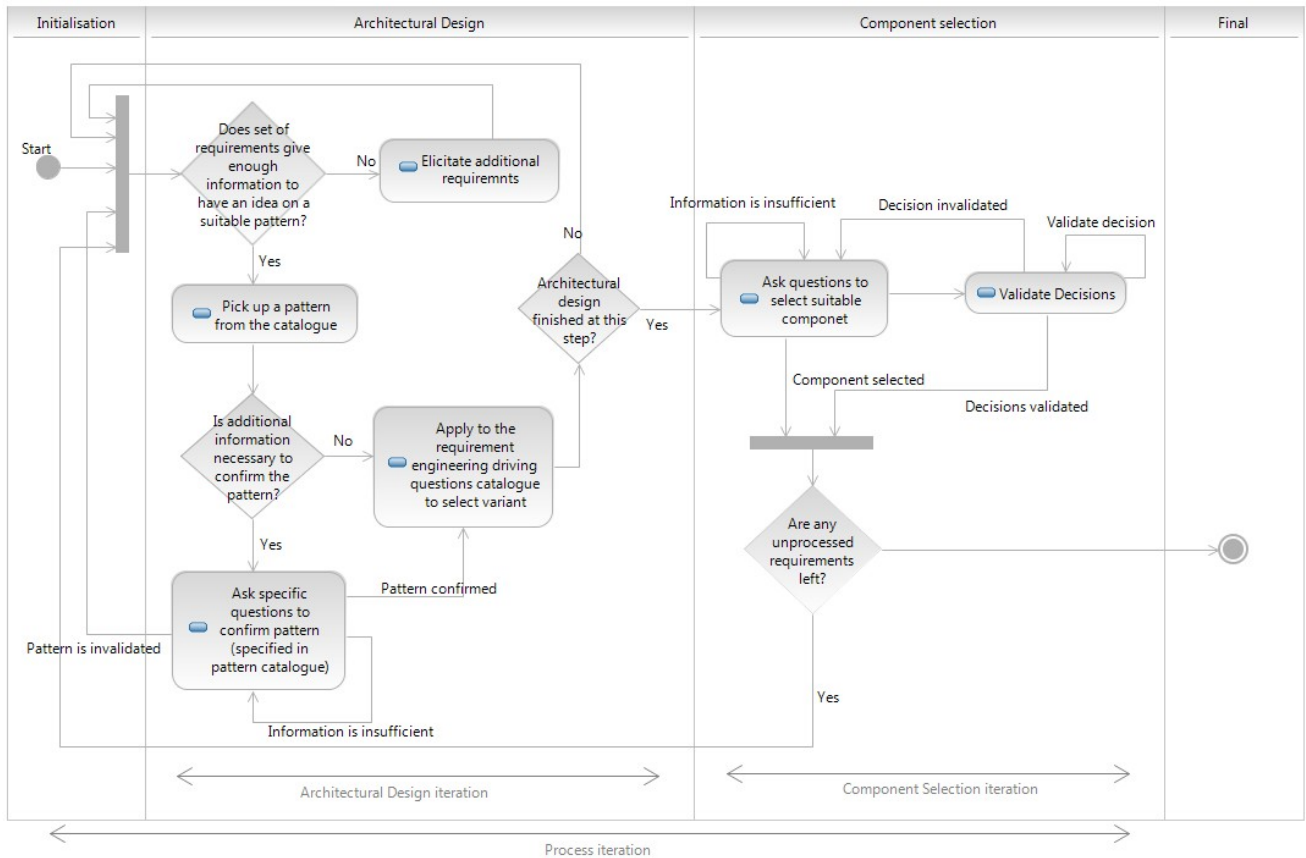 Initialisation
Architectural Design
Component selection
Final
Start
Does set of
requirements give
enough
information to
have an idea on a
suitable pattern?
No
Elicitate additional
requiremnts
Yes
Pick up a pattern
from the catalogue
Is additional
information
necessary to
confirm the
pattern?
No
Apply to the
requirement
engineering driving
questions catalogue
to select variant
Yes
Ask specific
questions to
confirm pattern
(specified in
pattern catalogue)
Pattern confirmed
Pattern is invalidated
Information is insufficient
No
Architectural
design
finished at this
step?
Yes
Information is insufficient
Decision invalidated
Validate decision
Ask questions to
select suitable
componet
Validate Decisions
Component selected
Decisions validated
Are any
unprocessed
requirements
left?
Yes
Architectural Design iteration
Component Selection iteration
Process iteration